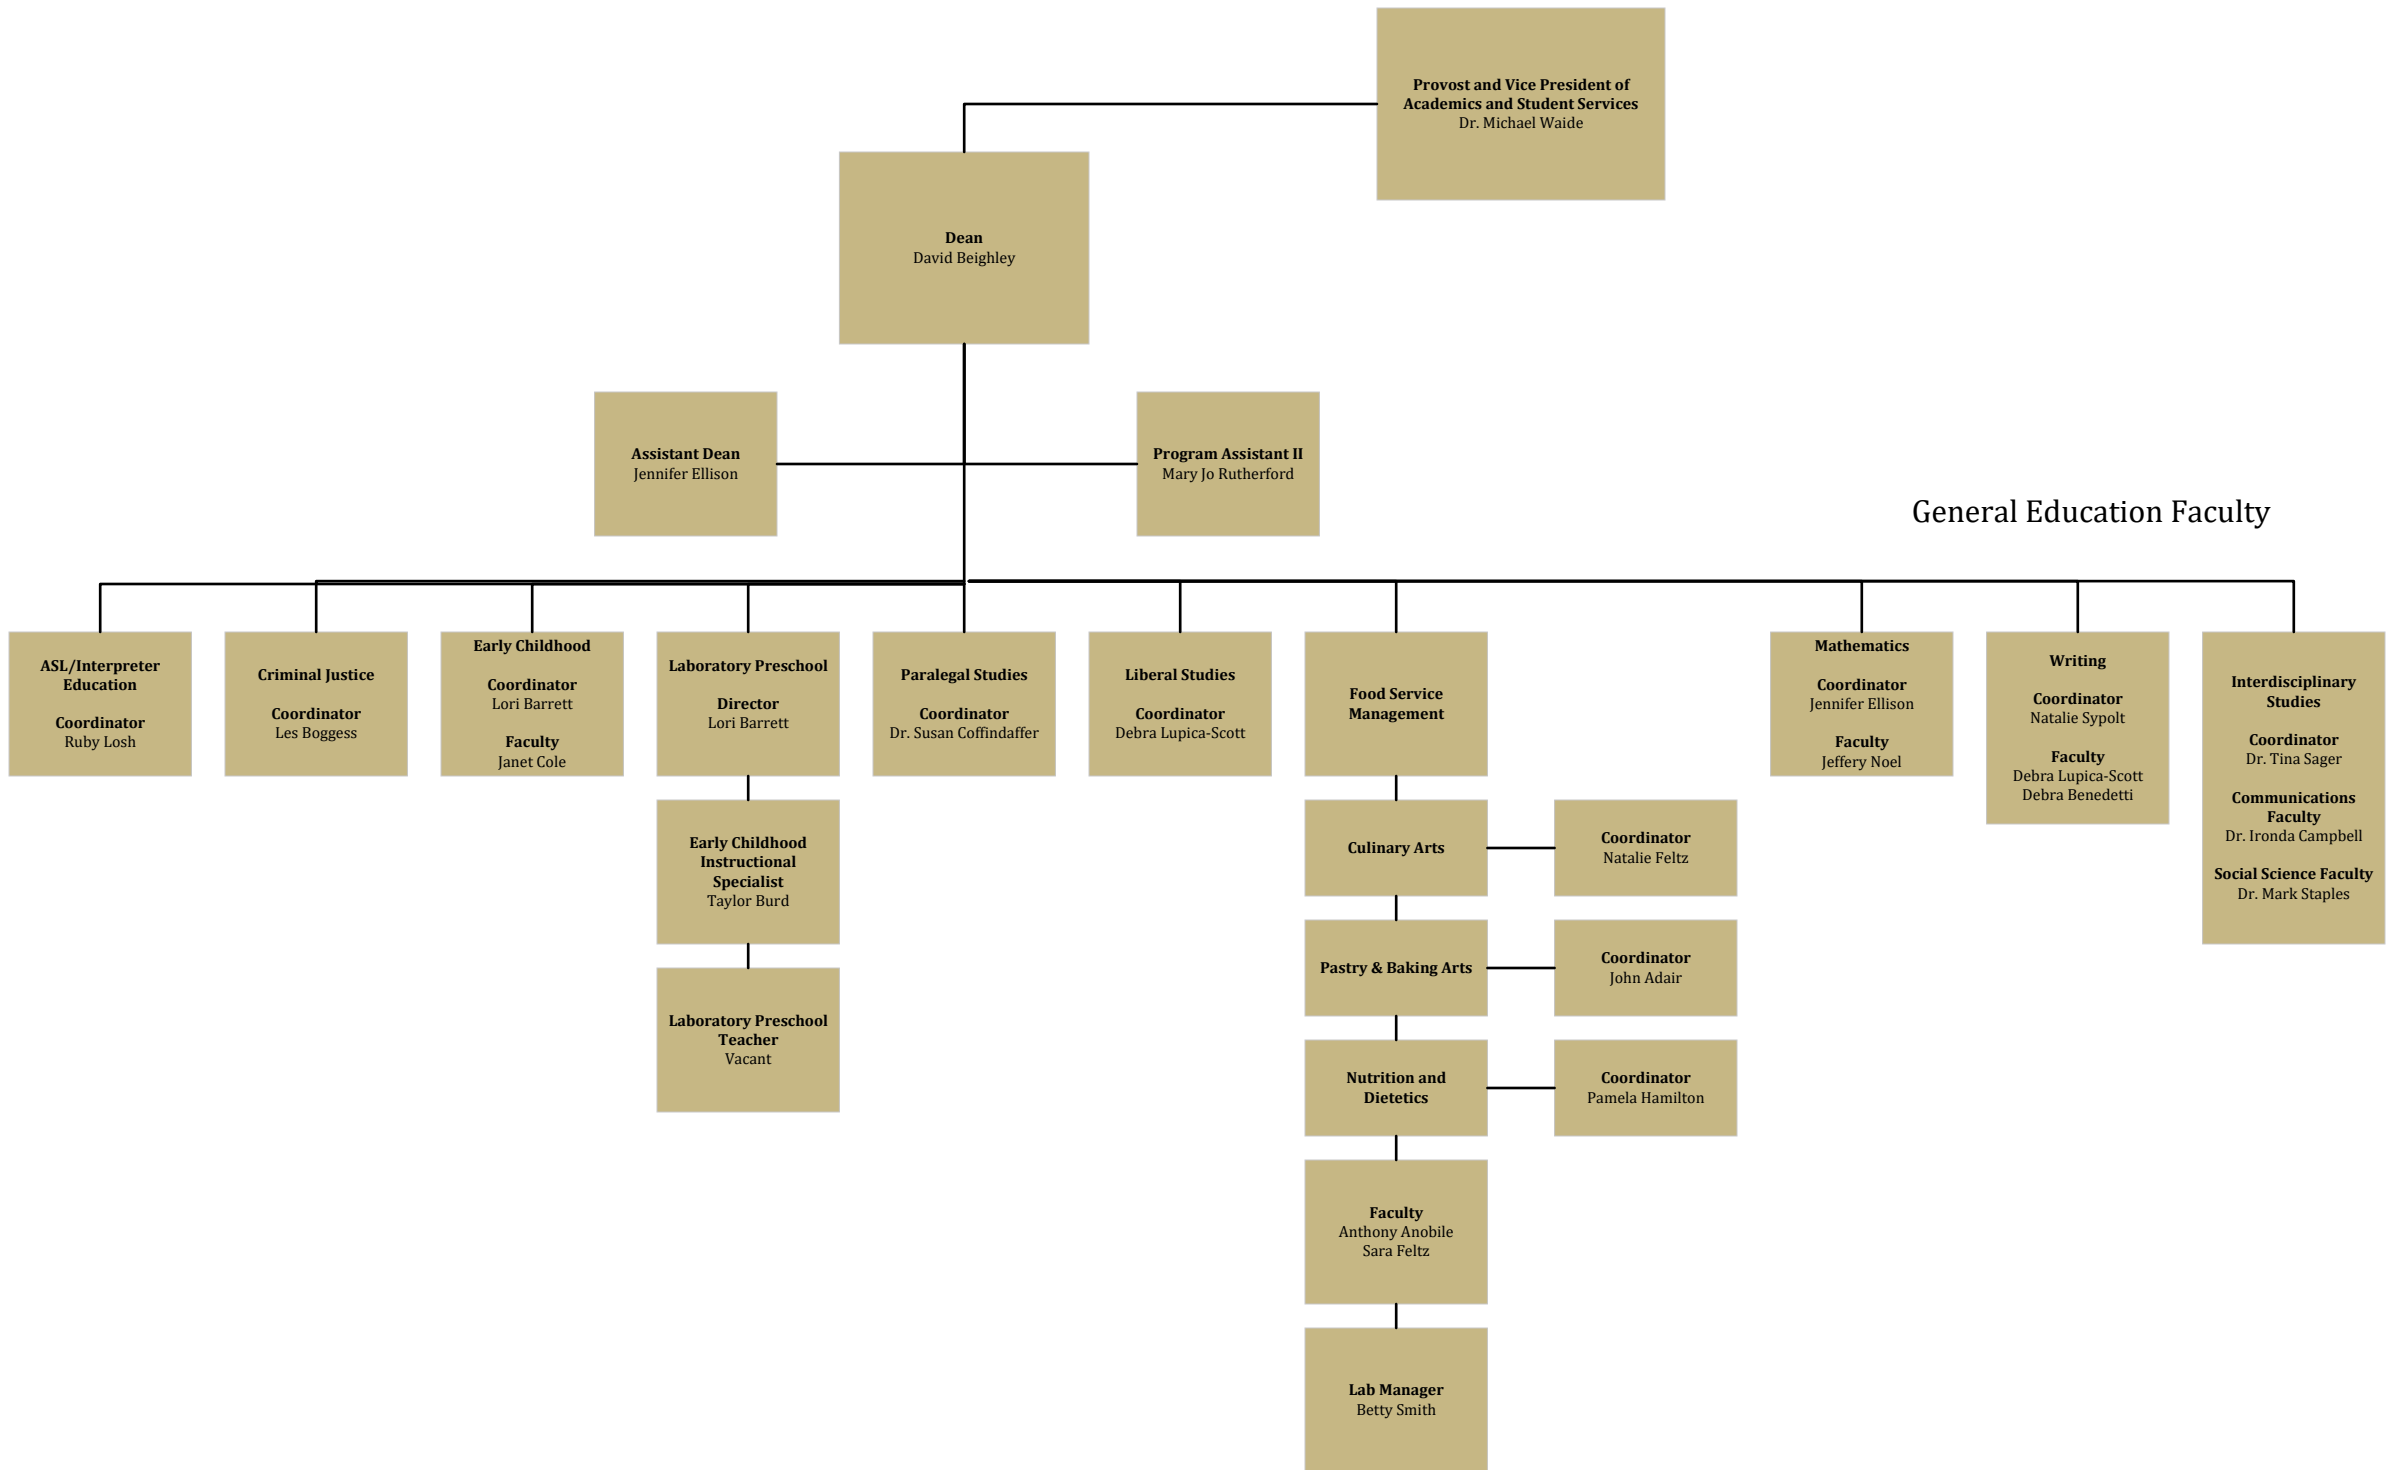 Provost and Vice President of
Academics and Student Services
Dr. Michael Waide
Dean
David Beighley
Assistant Dean
Jennifer Ellison
Program Assistant II
Mary Jo Rutherford
General Education Faculty
ASL/Interpreter
Education
Coordinator
Ruby Losh
Criminal Justice
Coordinator
Les Boggess
Early Childhood
Coordinator
Lori Barrett
Faculty
Janet Cole
Laboratory Preschool
Director
Lori Barrett
Paralegal Studies
Coordinator
Dr. Susan Coffindaffer
Liberal Studies
Coordinator
Debra Lupica-Scott
Food Service
Management
Mathematics
Coordinator
Jennifer Ellison
Faculty
Jeffery Noel
Writing
Coordinator
Natalie Sypolt
Faculty
Debra Lupica-Scott
Debra Benedetti
Interdisciplinary
Studies
Coordinator
Dr. Tina Sager
Communications
Faculty
Dr. Ironda Campbell
Social Science Faculty
Dr. Mark Staples
Early Childhood
Instructional
Specialist
Taylor Burd
Laboratory Preschool
Teacher
Vacant
Culinary Arts
Coordinator
Natalie Feltz
Pastry & Baking Arts
Coordinator
John Adair
Nutrition and
Dietetics
Coordinator
Pamela Hamilton
Faculty
Anthony Anobile
Sara Feltz
Lab Manager
Betty Smith